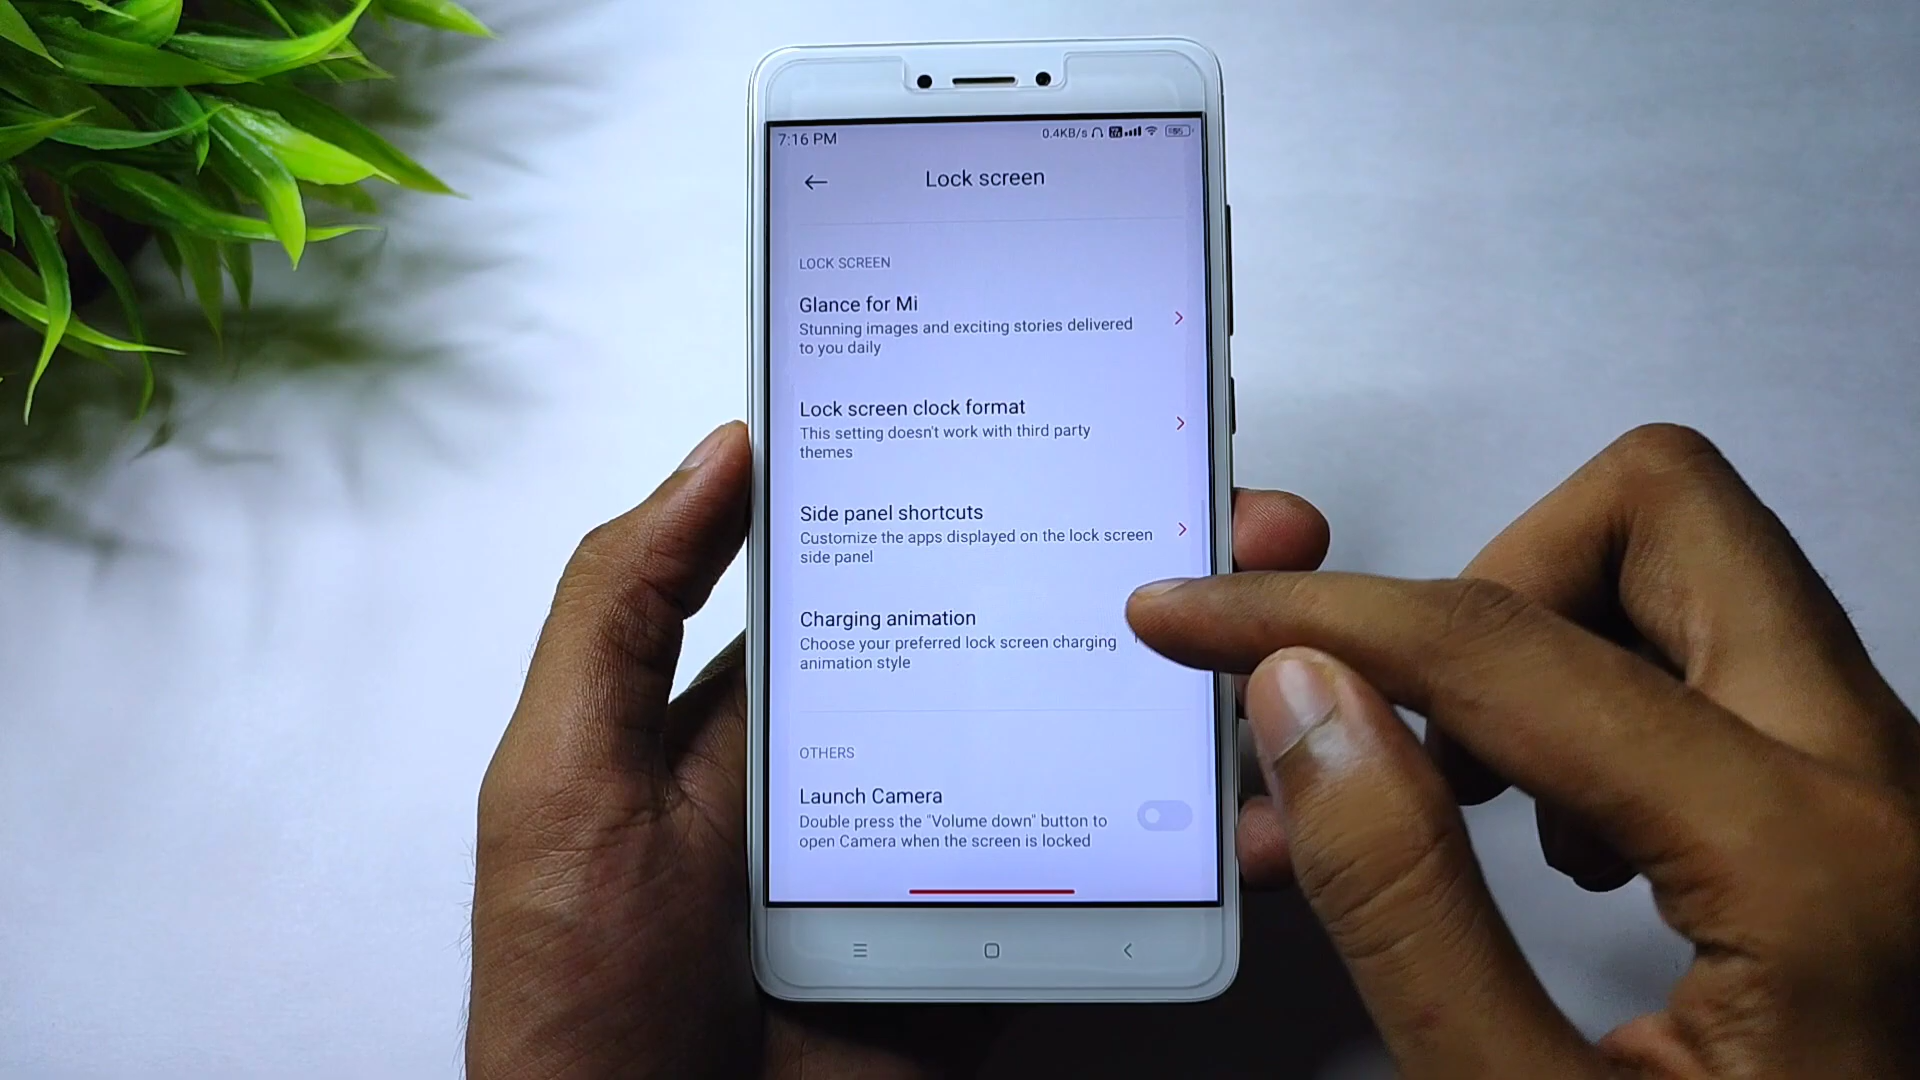 7:16 PM
0.4KB/s
Lock screen
LOCK SCREEN
Glance for Mi
Stunning images and exciting stories delivered
to you daily
Lock screen clock format
This setting doesn't work with third party
themes
Side panel shortcuts
Customize the apps displayed on the lock screen
side panel
Charging animation
Choose your preferred lock screen charging
animation style
OTHERS
Launch Camera
Double press the "Volume down" button to
open Camera when the screen is locked